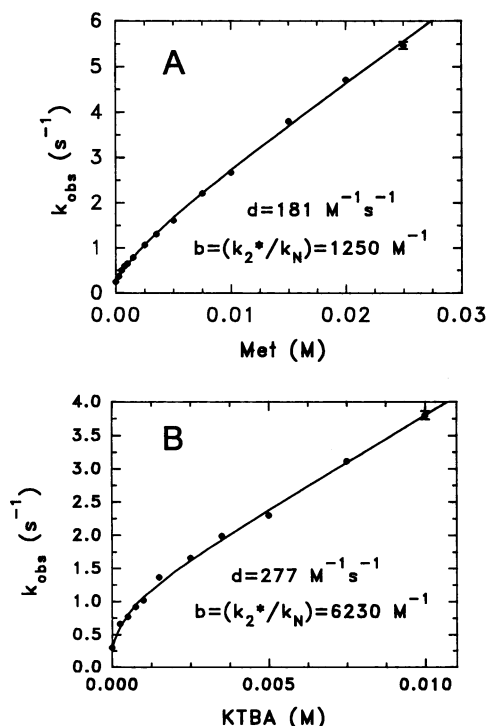 A
6
5
4
3
2
1
0
k_obs (s⁻¹)
d=181 M⁻¹s⁻¹
b=(k₂*/k_N)=1250 M⁻¹
0.00 0.01 0.02 0.03
Met (M)
B
4.0
3.5
3.0
2.5
2.0
1.5
1.0
0.5
0.0
k_obs (s⁻¹)
d=277 M⁻¹s⁻¹
b=(k₂*/k_N)=6230 M⁻¹
0.000 0.005 0.010
KTBA (M)